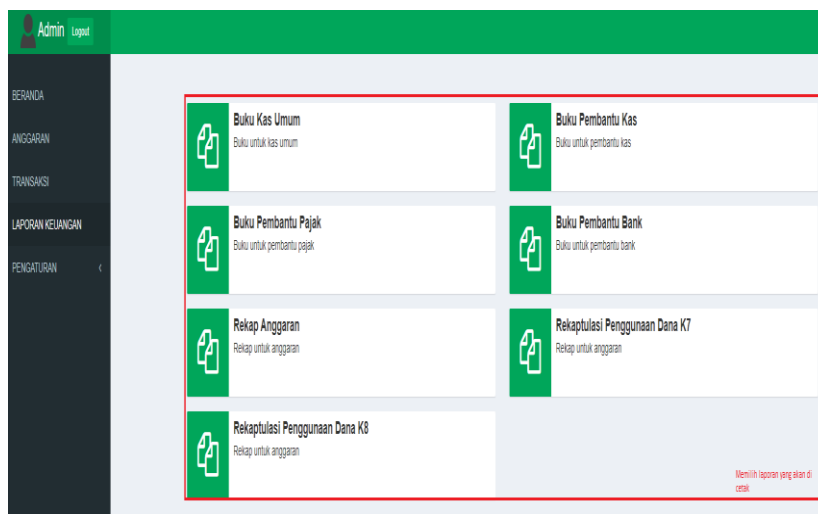 Admin Logout
BERANDA
ANGGARAN
TRANSAKSI
LAPORAN KEUANGAN
PENGATURAN <
Buku Kas Umum
Buku untuk kas umum
Buku Pembantu Kas
Buku untuk pembantu kas
Buku Pembantu Pajak
Buku untuk pembantu pajak
Buku Pembantu Bank
Buku untuk pembantu bank
Rekap Anggaran
Rekap untuk anggaran
Rekaptulasi Penggunaan Dana K7
Rekap untuk anggaran
Rekaptulasi Penggunaan Dana K8
Rekap untuk anggaran
Memilih laporan yang akan di
cetak